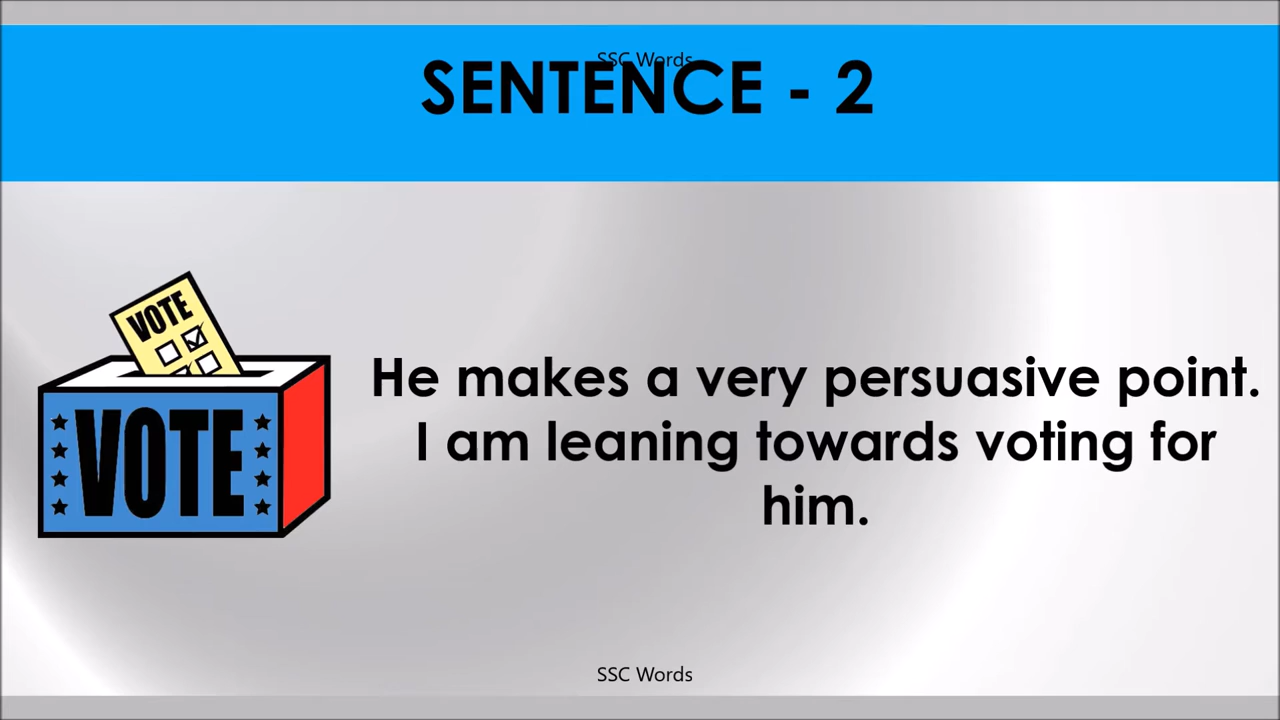 SSC Words
SENTENCE - 2
VOTE
VOTE
He makes a very persuasive point.
I am leaning towards voting for
him.
SSC Words